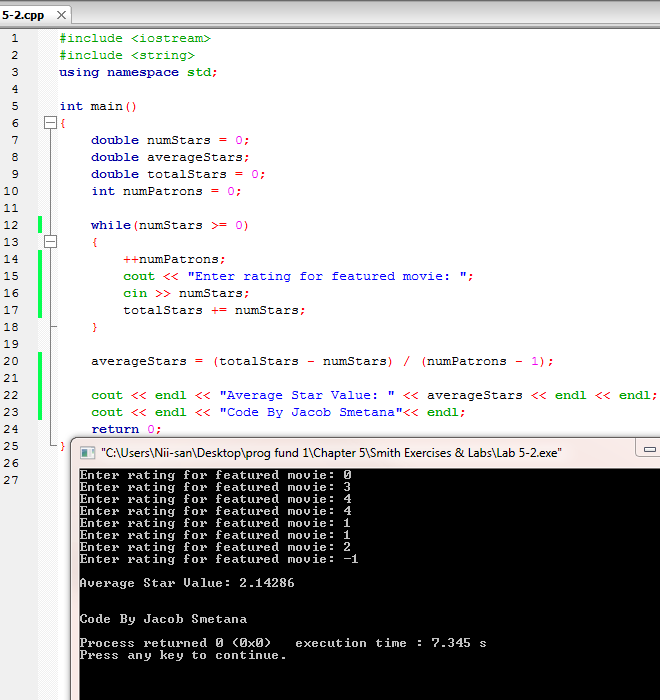 5-2.cpp X
1 #include <iostream>
2 #include <string>
3 using namespace std;
4
5 int main()
6 {
7 double numStars = 0;
8 double averageStars;
9 double totalStars = 0;
10 int numPatrons = 0;
11
12 while(numStars >= 0)
13 {
14 ++numPatrons;
15 cout << "Enter rating for featured movie: ";
16 cin >> numStars;
17 totalStars += numStars;
18 }
19
20 averageStars = (totalStars - numStars) / (numPatrons - 1);
21
22 cout << endl << "Average Star Value: " << averageStars << endl << endl;
23 cout << endl << "Code By Jacob Smetana"<< endl;
24 return 0;
25 }
26
27
"C:\Users\Nii-san\Desktop\prog fund 1\Chapter 5\Smith Exercises & Labs\Lab 5-2.exe"
Enter rating for featured movie: 0
Enter rating for featured movie: 3
Enter rating for featured movie: 4
Enter rating for featured movie: 4
Enter rating for featured movie: 1
Enter rating for featured movie: 1
Enter rating for featured movie: 2
Enter rating for featured movie: -1
Average Star Value: 2.14286
Code By Jacob Smetana
Process returned 0 (0x0) execution time : 7.345 s
Press any key to continue.